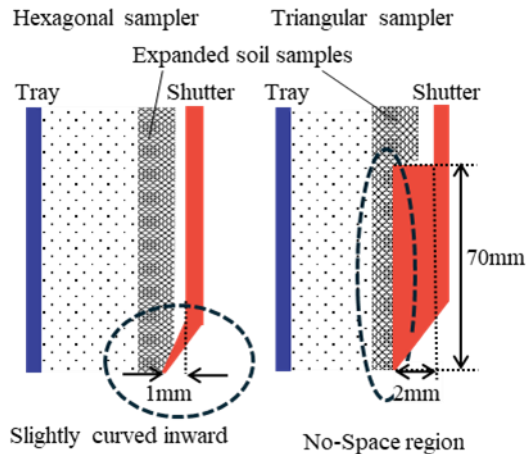 Hexagonal sampler
Triangular sampler
Expanded soil samples
Tray
Shutter
Tray
Shutter
70mm
1mm
2mm
Slightly curved inward
No-Space region